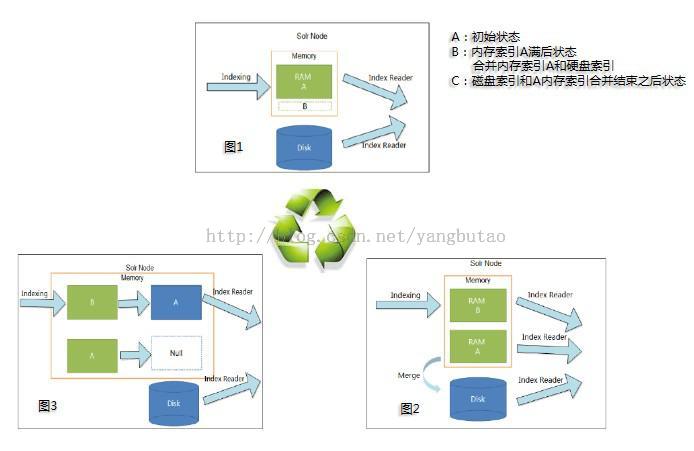 Solr Node
Memory
Indexing
RAM
A
B
Index Reader
Disk
Index Reader
图1
A：初始状态
B：内存索引A满后状态
合并内存索引A和硬盘索引
C：磁盘索引和A内存索引合并结束之后状态
http://blog.csdn.net/yangbutao
Solr Node
Memory
Indexing
B
A
Index Reader
A
Null
Index Reader
Disk
图3
Solr Node
Memory
Indexing
RAM
B
Index Reader
RAM
A
Index Reader
Merge
Index Reader
Disk
图2